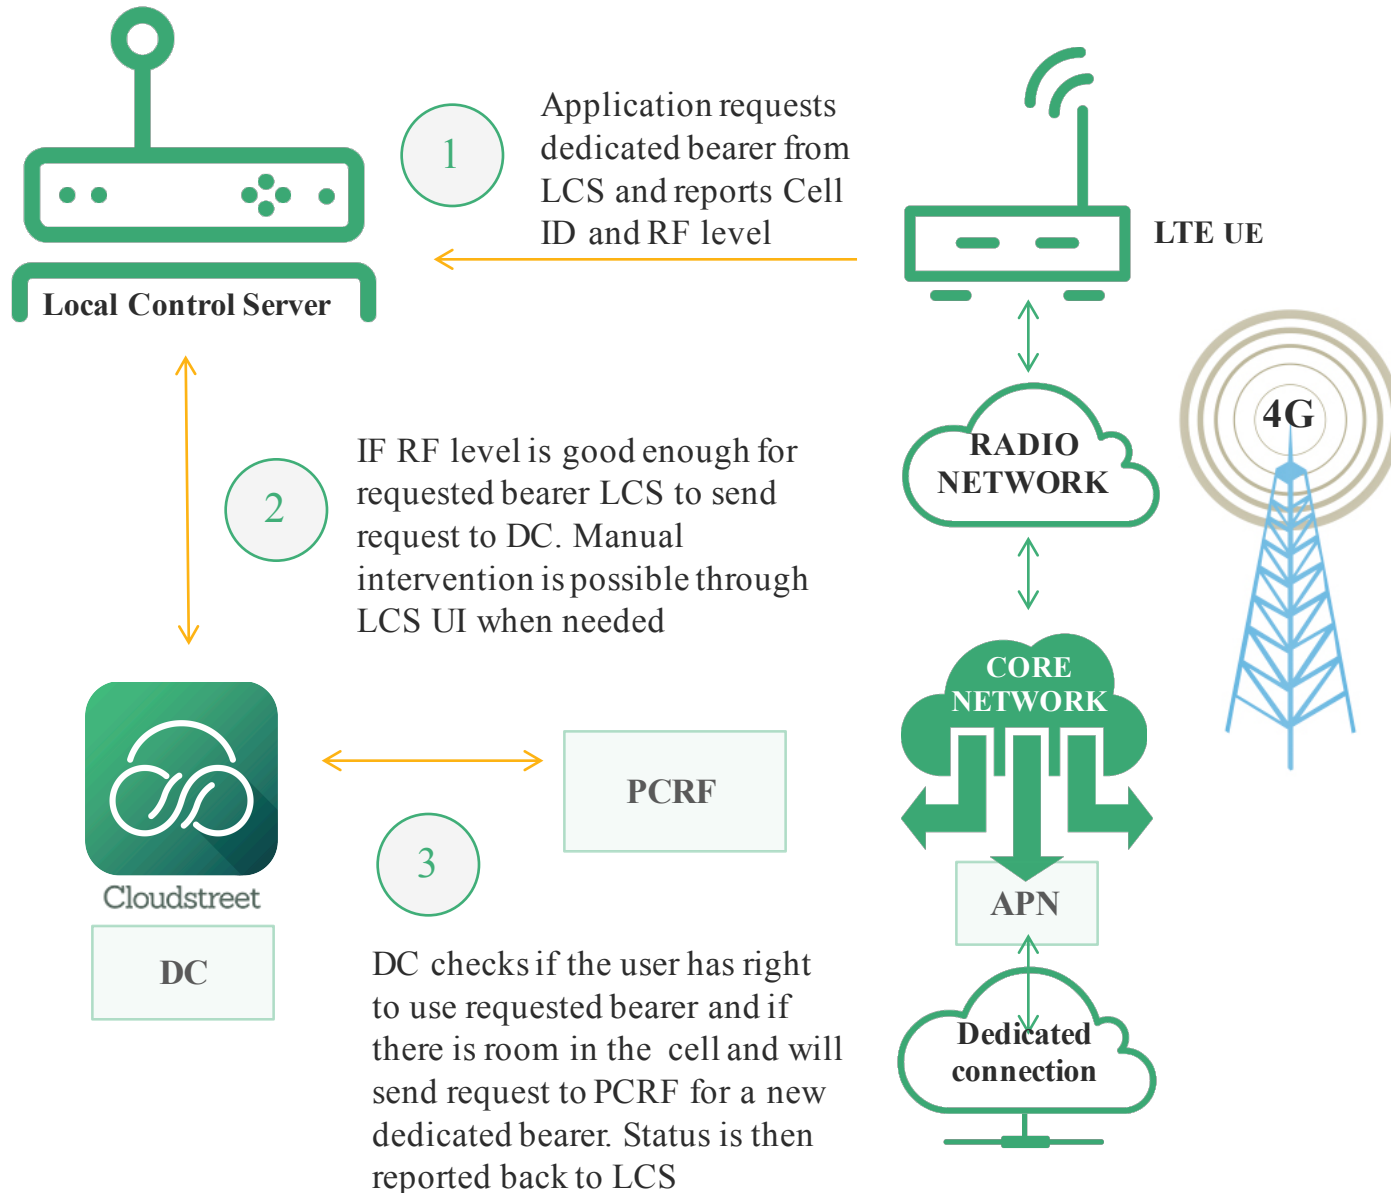 1
Application requests
dedicated bearer from
LCS and reports Cell
ID and RF level
LTE UE
Local Control Server
4G
RADIO
NETWORK
2
IF RF level is good enough for
requested bearer LCS to send
request to DC. Manual
intervention is possible through
LCS UI when needed
CORE
NETWORK
PCRF
3
Cloudstreet
DC
APN
DC checks if the user has right
to use requested bearer and if
there is room in the cell and will
send request to PCRF for a new
dedicated bearer. Status is then
reported back to LCS
Dedicated
connection